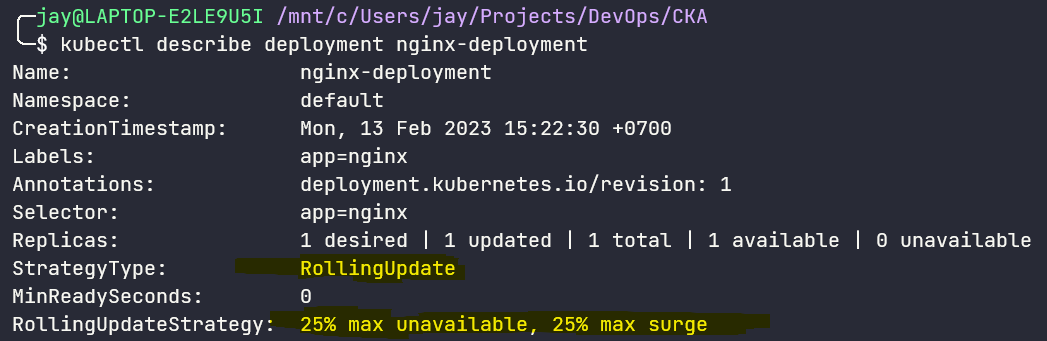 jay@LAPTOP-E2LE9U5I /mnt/c/Users/jay/Projects/DevOps/CKA
$ kubectl describe deployment nginx-deployment
Name:                   nginx-deployment
Namespace:              default
CreationTimestamp:      Mon, 13 Feb 2023 15:22:30 +0700
Labels:                 app=nginx
Annotations:            deployment.kubernetes.io/revision: 1
Selector:               app=nginx
Replicas:               1 desired | 1 updated | 1 total | 1 available | 0 unavailable
StrategyType:           RollingUpdate
MinReadySeconds:        0
RollingUpdateStrategy:  25% max unavailable, 25% max surge